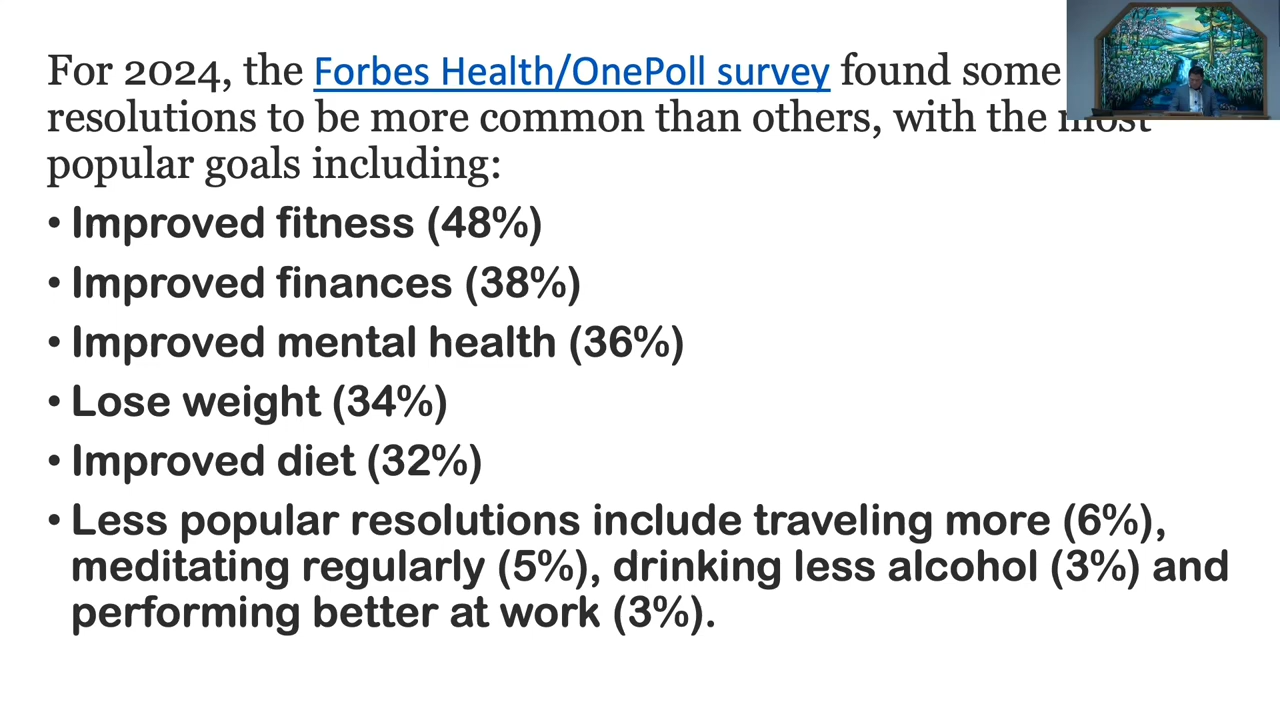 For 2024, the Forbes Health/OnePoll survey found some
resolutions to be more common than others, with the most
popular goals including:
• Improved fitness (48%)
• Improved finances (38%)
• Improved mental health (36%)
• Lose weight (34%)
• Improved diet (32%)
• Less popular resolutions include traveling more (6%),
meditating regularly (5%), drinking less alcohol (3%) and
performing better at work (3%).